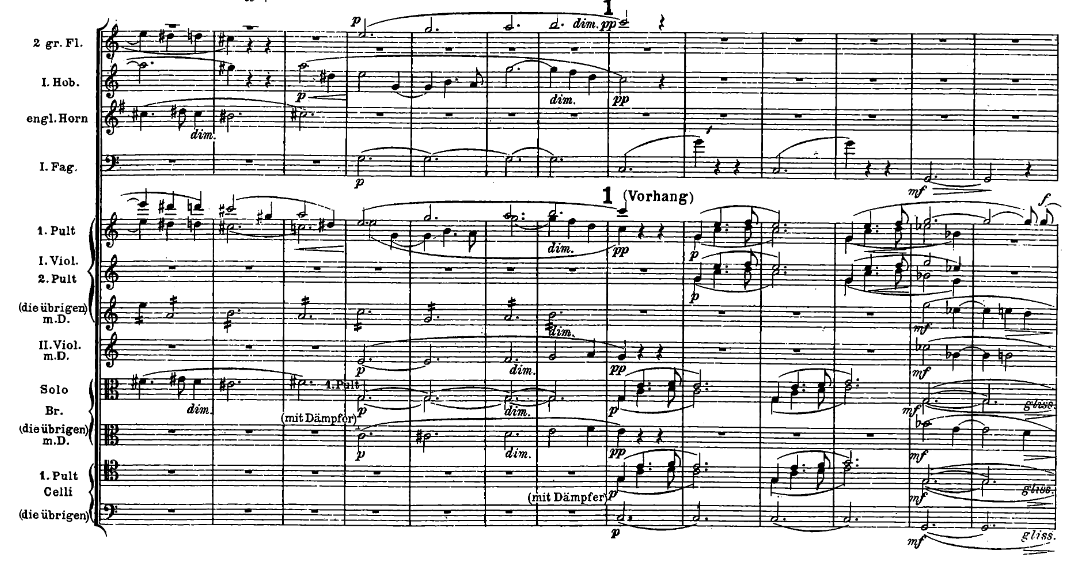 1
2 gr. Fl.
p
dim. pp
I. Hob.
p
dim.
pp
engl. Horn
dim.
I. Fag.
p
mf
1 (Vorhang)
1. Pult
dim.
pp
p
I. Viol.
2. Pult
p
(die übrigen)
m.D.
dim.
mf
II. Viol.
m.D.
p
dim.
pp
mf
Solo
1. Pult
dim.
p
dim.
p
mf
gliss.
Br.
(mit Dämpfer)
(die übrigen)
m.D.
p
dim.
pp
mf
1. Pult
Celli
(mit Dämpfer)
p
mf
gliss.
(die übrigen)
p
mf
gliss.